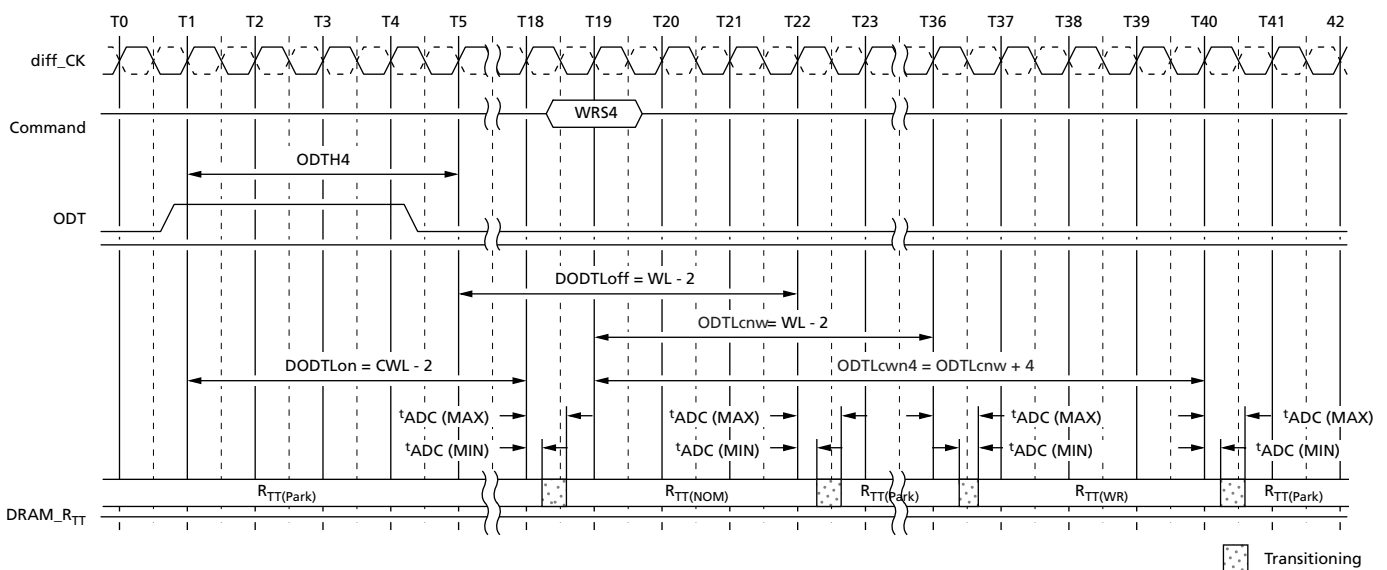 T0 T1 T2 T3 T4 T5 T18 T19 T20 T21 T22 T23 T36 T37 T38 T39 T40 T41 42
diff_CK
Command WRS4
ODTH4
ODT
DODTLoff = WL - 2
ODTLcnw= WL - 2
DODTLon = CWL - 2 ODTLcwn4 = ODTLcnw + 4
tADC (MAX) tADC (MAX) tADC (MAX) tADC (MAX)
tADC (MIN) tADC (MIN) tADC (MIN) tADC (MIN)
RTT(Park) RTT(NOM) RTT(Park) RTT(WR) RTT(Park)
DRAM_RTT
Transitioning